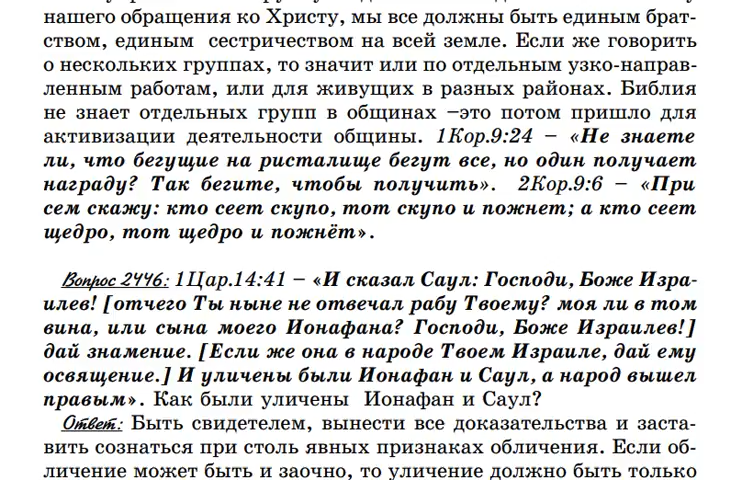 нашего обращения ко Христу, мы все должны быть единым брат-
ством, единым сестричеством на всей земле. Если же говорить
о нескольких группах, то значит или по отдельным узко-направ-
ленным работам, или для живущих в разных районах. Библия
не знает отдельных групп в общинах –это потом пришло для
активизации деятельности общины. 1Кор.9:24 – «Не знаете
ли, что бегущие на ристалище бегут все, но один получает
награду? Так бегите, чтобы получить». 2Кор.9:6 – «При
сем скажу: кто сеет скупо, тот скупо и пожнет; а кто сеет
щедро, тот щедро и пожнёт».
Вопрос 2446: 1Цар.14:41 – «И сказал Саул: Господи, Боже Изра-
илев! [отчего Ты ныне не отвечал рабу Твоему? моя ли в том
вина, или сына моего Ионафана? Господи, Боже Израилев!]
дай знамение. [Если же она в народе Твоем Израиле, дай ему
освящение.] И уличены были Ионафан и Саул, а народ вышел
правым». Как были уличены Ионафан и Саул?
Ответ: Быть свидетелем, вынести все доказательства и заста-
вить сознаться при столь явных признаках обличения. Если об-
личение может быть и заочно, то уличение должно быть только